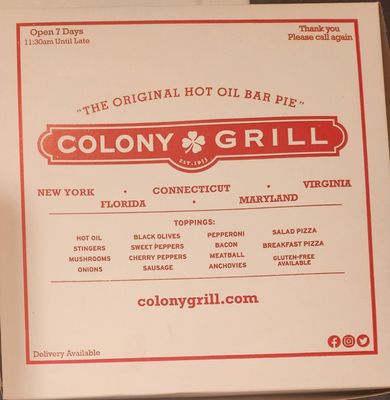 Open 7 Days
11:30am Until Late
Thank you
Please call again
"THE ORIGINAL HOT OIL BAR PIE"
COLONY GRILL
EST. 1935
NEW YORK • CONNECTICUT • VIRGINIA
FLORIDA • MARYLAND
TOPPINGS:
HOT OIL
STINGERS
MUSHROOMS
ONIONS
BLACK OLIVES
SWEET PEPPERS
CHERRY PEPPERS
SAUSAGE
PEPPERONI
BACON
MEATBALL
ANCHOVIES
SALAD PIZZA
BREAKFAST PIZZA
GLUTEN-FREE
AVAILABLE
colonygrill.com
Delivery Available